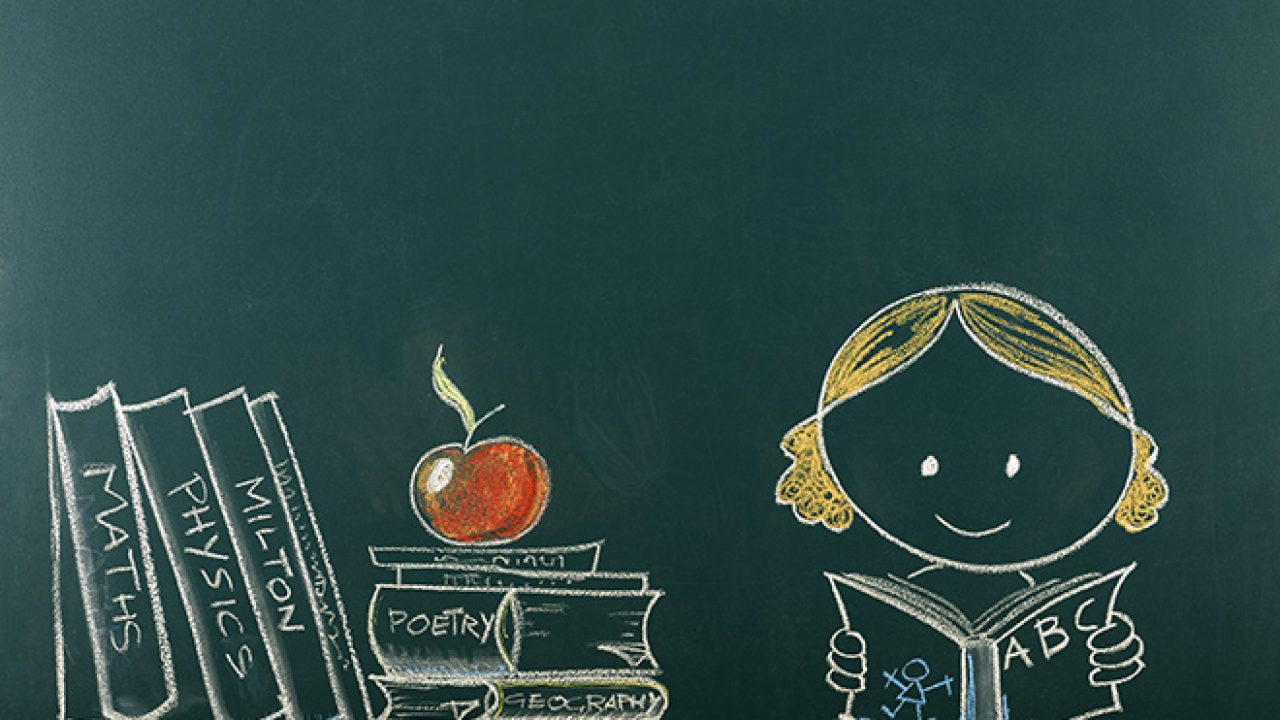 MATHS
PHYSICS
MILTON
POETRY
GEOGRAPHY
ABC